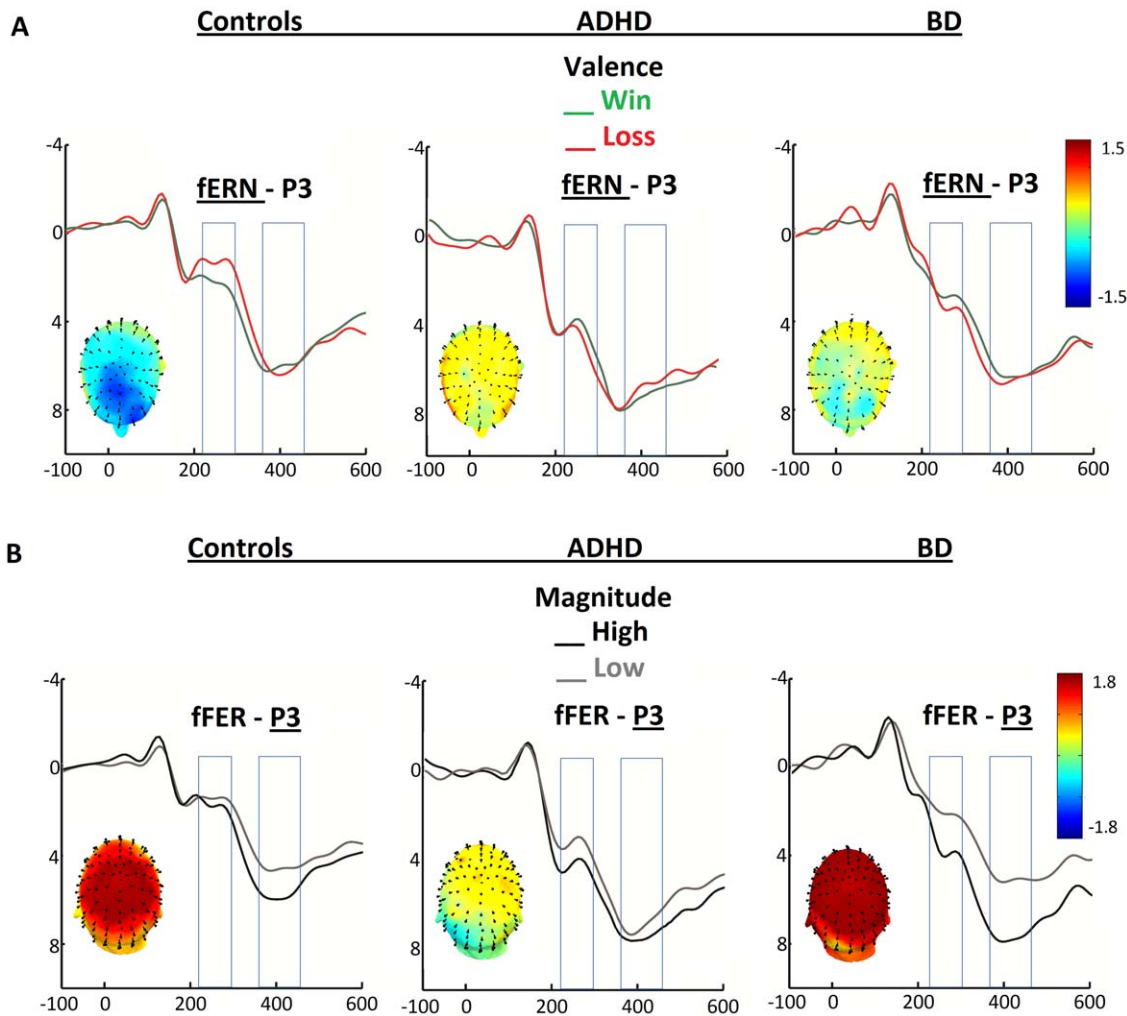 A
Controls ADHD BD
Valence
__ Win
__ Loss
-4 -4 -4 1.5
fERN - P3 fERN - P3 fERN - P3
0 0 0
-1.5
4 4 4
8 8 8
-100 0 200 400 600 -100 0 200 400 600 -100 0 200 400 600
B
Controls ADHD BD
Magnitude
__ High
__ Low
-4 -4 -4 1.8
fFER - P3 fFER - P3 fFER - P3
0 0 0
-1.8
4 4 4
8 8 8
-100 0 200 400 600 -100 0 200 400 600 -100 0 200 400 600